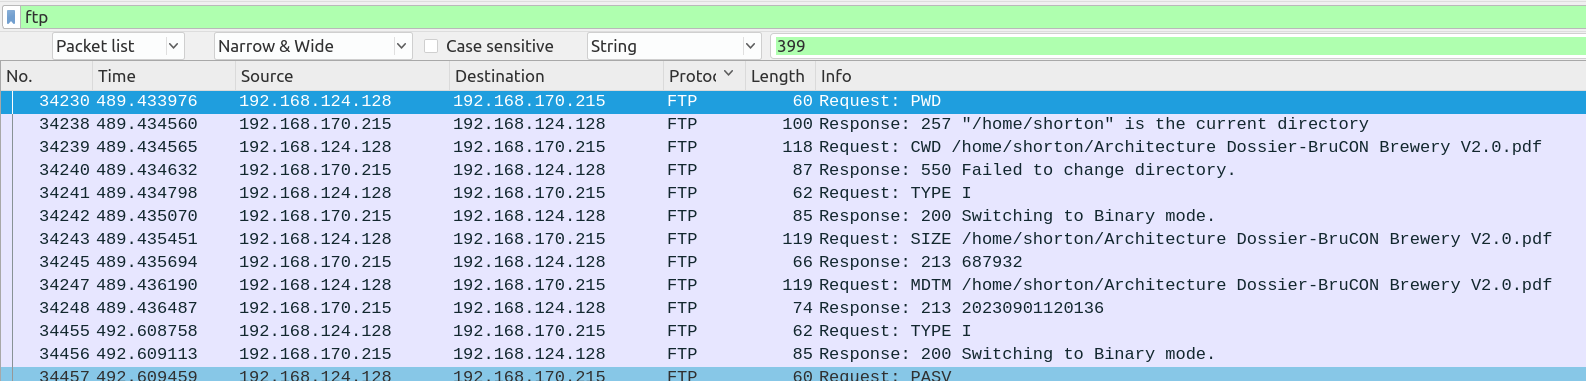 ftp
Packet list Narrow & Wide Case sensitive String 399
No. Time Source Destination Protoc Length Info
34230 489.433976 192.168.124.128 192.168.170.215 FTP 60 Request: PWD
34238 489.434560 192.168.170.215 192.168.124.128 FTP 100 Response: 257 "/home/shorton" is the current directory
34239 489.434565 192.168.124.128 192.168.170.215 FTP 118 Request: CWD /home/shorton/Architecture Dossier-BruCON Brewery V2.0.pdf
34240 489.434632 192.168.170.215 192.168.124.128 FTP 87 Response: 550 Failed to change directory.
34241 489.434798 192.168.124.128 192.168.170.215 FTP 62 Request: TYPE I
34242 489.435070 192.168.170.215 192.168.124.128 FTP 85 Response: 200 Switching to Binary mode.
34243 489.435451 192.168.124.128 192.168.170.215 FTP 119 Request: SIZE /home/shorton/Architecture Dossier-BruCON Brewery V2.0.pdf
34245 489.435694 192.168.170.215 192.168.124.128 FTP 66 Response: 213 687932
34247 489.436190 192.168.124.128 192.168.170.215 FTP 119 Request: MDTM /home/shorton/Architecture Dossier-BruCON Brewery V2.0.pdf
34248 489.436487 192.168.170.215 192.168.124.128 FTP 74 Response: 213 20230901120136
34455 492.608758 192.168.124.128 192.168.170.215 FTP 62 Request: TYPE I
34456 492.609113 192.168.170.215 192.168.124.128 FTP 85 Response: 200 Switching to Binary mode.
34457 492.609459 192.168.124.128 192.168.170.215 FTP 60 Request: PASV